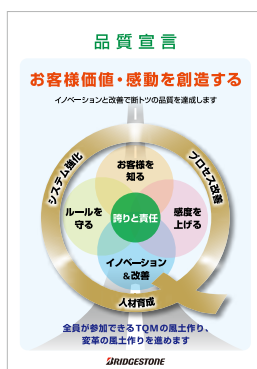 品質宣言
お客様価値・感動を創造する
イノベーションと改善で断トツの品質を達成します
システム強化
プロセス改善
お客様を
知る
ルールを
守る
誇りと責任
感度を
上げる
イノベーション
&改善
人材育成
全員が参加できるTQMの風土作り、
変革の風土作りを進めます
BRIDGESTONE